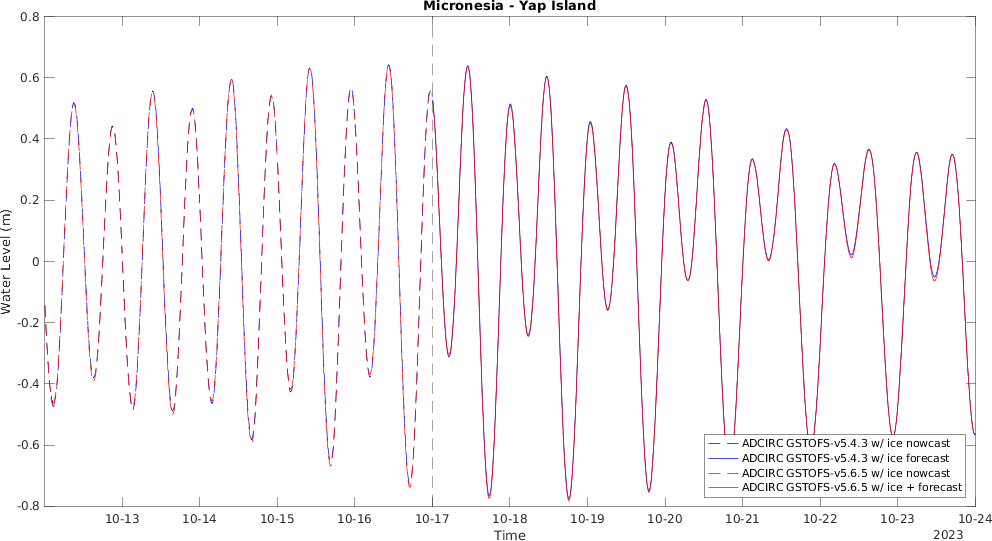 Micronesia - Yap Island
0.8
0.6
0.4
0.2
0
-0.2
-0.4
-0.6
-0.8
Water Level (m)
ADCIRC GSTOFS-v5.4.3 w/ ice nowcast
ADCIRC GSTOFS-v5.4.3 w/ ice forecast
ADCIRC GSTOFS-v5.6.5 w/ ice nowcast
ADCIRC GSTOFS-v5.6.5 w/ ice + forecast
10-13 10-14 10-15 10-16 10-17 10-18 10-19 10-20 10-21 10-22 10-23 10-24
Time
2023